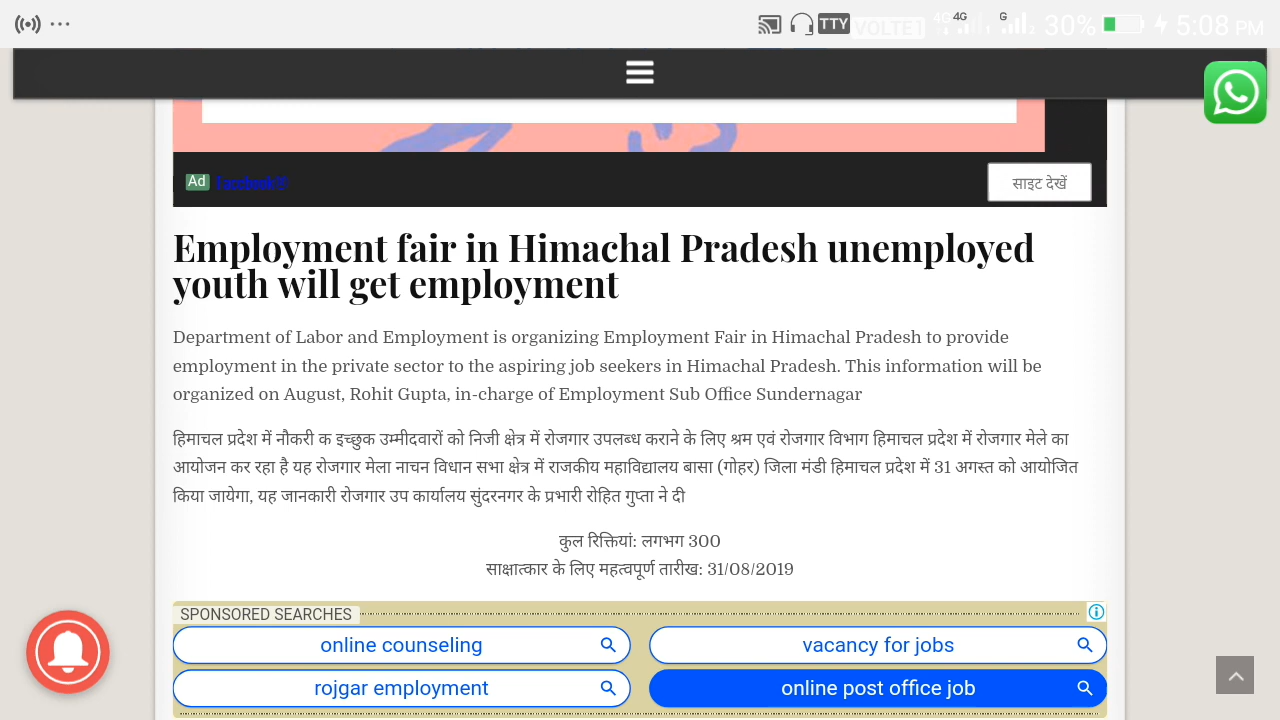 TTY VOLTE1 4G 4G G 30% 5:08 PM
Ad Facebook® साइट देखें
Employment fair in Himachal Pradesh unemployed
youth will get employment
Department of Labor and Employment is organizing Employment Fair in Himachal Pradesh to provide
employment in the private sector to the aspiring job seekers in Himachal Pradesh. This information will be
organized on August, Rohit Gupta, in-charge of Employment Sub Office Sundernagar
हिमाचल प्रदेश में नौकरी क इच्छुक उम्मीदवारों को निजी क्षेत्र में रोजगार उपलब्ध कराने के लिए श्रम एवं रोजगार विभाग हिमाचल प्रदेश में रोजगार मेले का
आयोजन कर रहा है यह रोजगार मेला नाचन विधान सभा क्षेत्र में राजकीय महाविद्यालय बासा (गोहर) जिला मंडी हिमाचल प्रदेश में 31 अगस्त को आयोजित
किया जायेगा, यह जानकारी रोजगार उप कार्यालय सुंदरनगर के प्रभारी रोहित गुप्ता ने दी
कुल रिक्तियां: लगभग 300
साक्षात्कार के लिए महत्वपूर्ण तारीख: 31/08/2019
SPONSORED SEARCHES
online counseling vacancy for jobs
rojgar employment online post office job